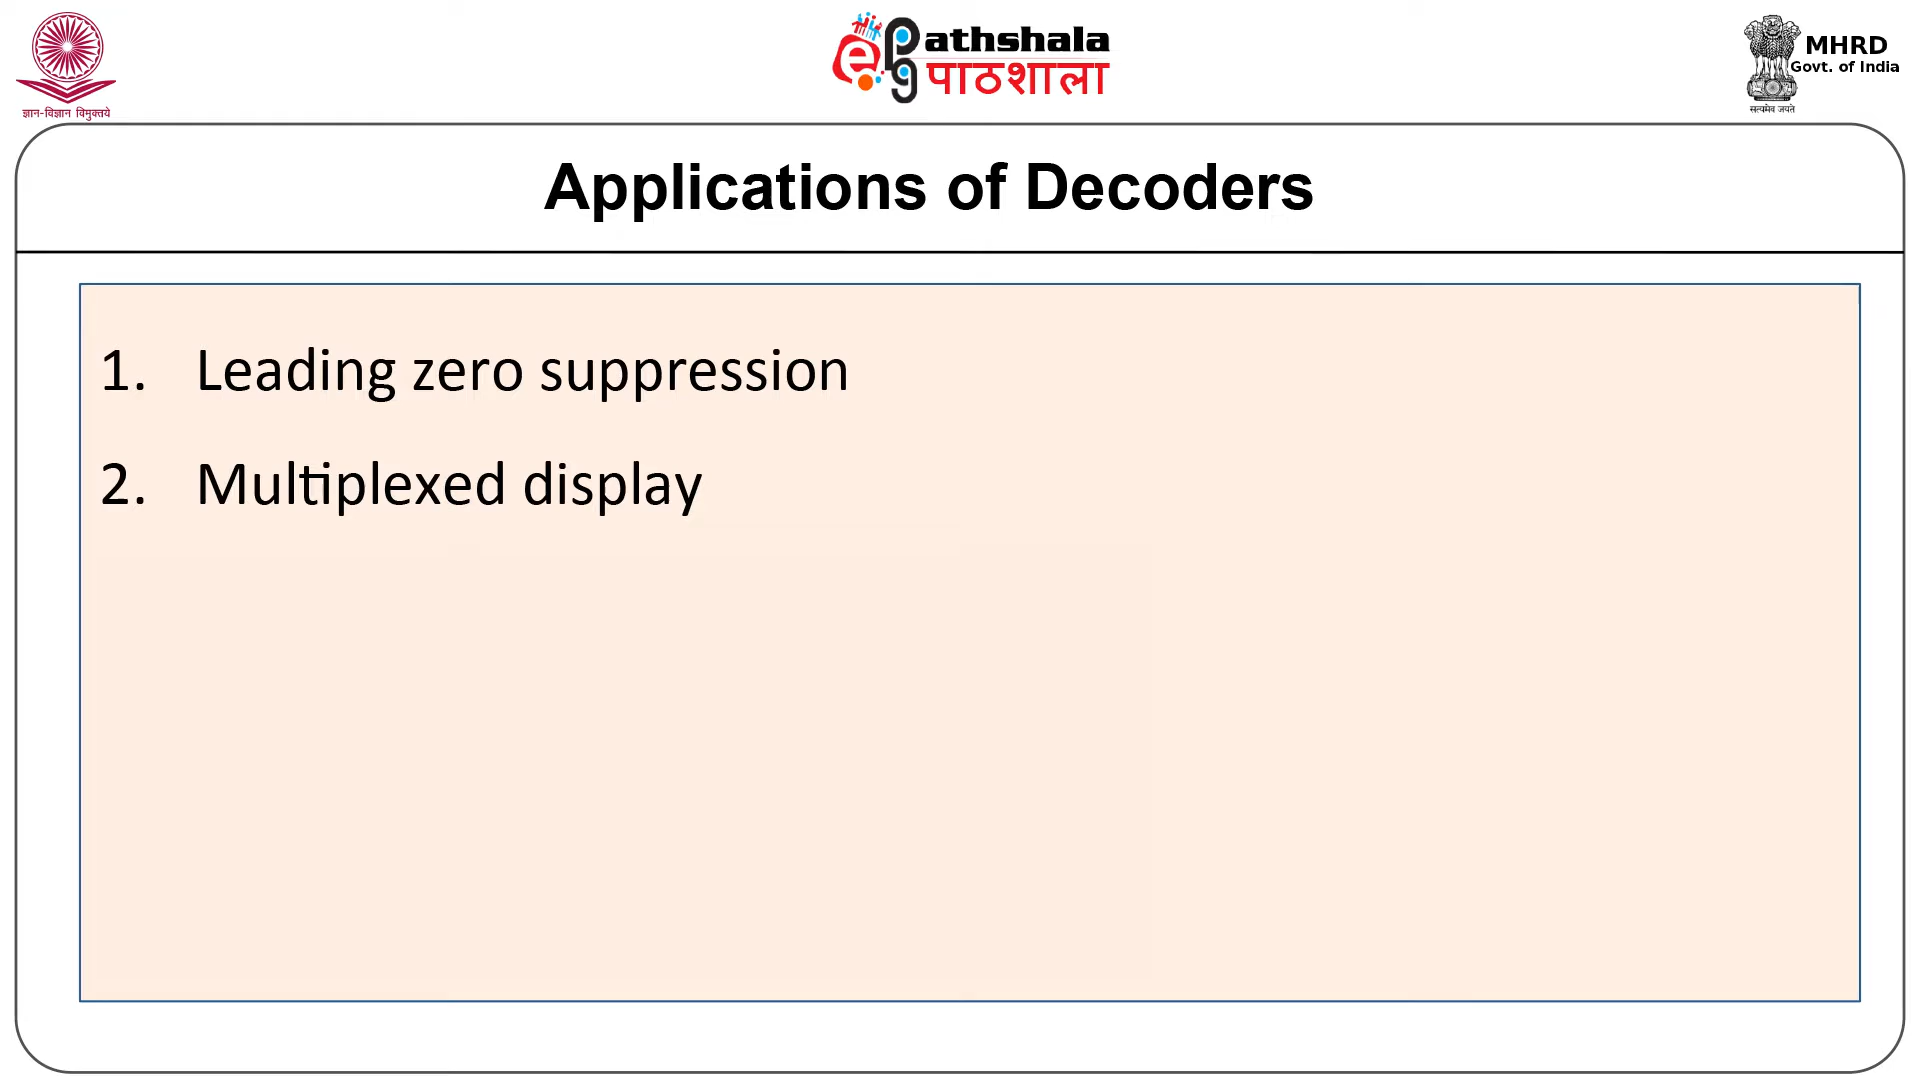 ज्ञान-विज्ञान विमुक्तये
ePathshala
पाठशाला
MHRD
Govt. of India
सत्यमेव जयते
Applications of Decoders
1. Leading zero suppression
2. Multiplexed display